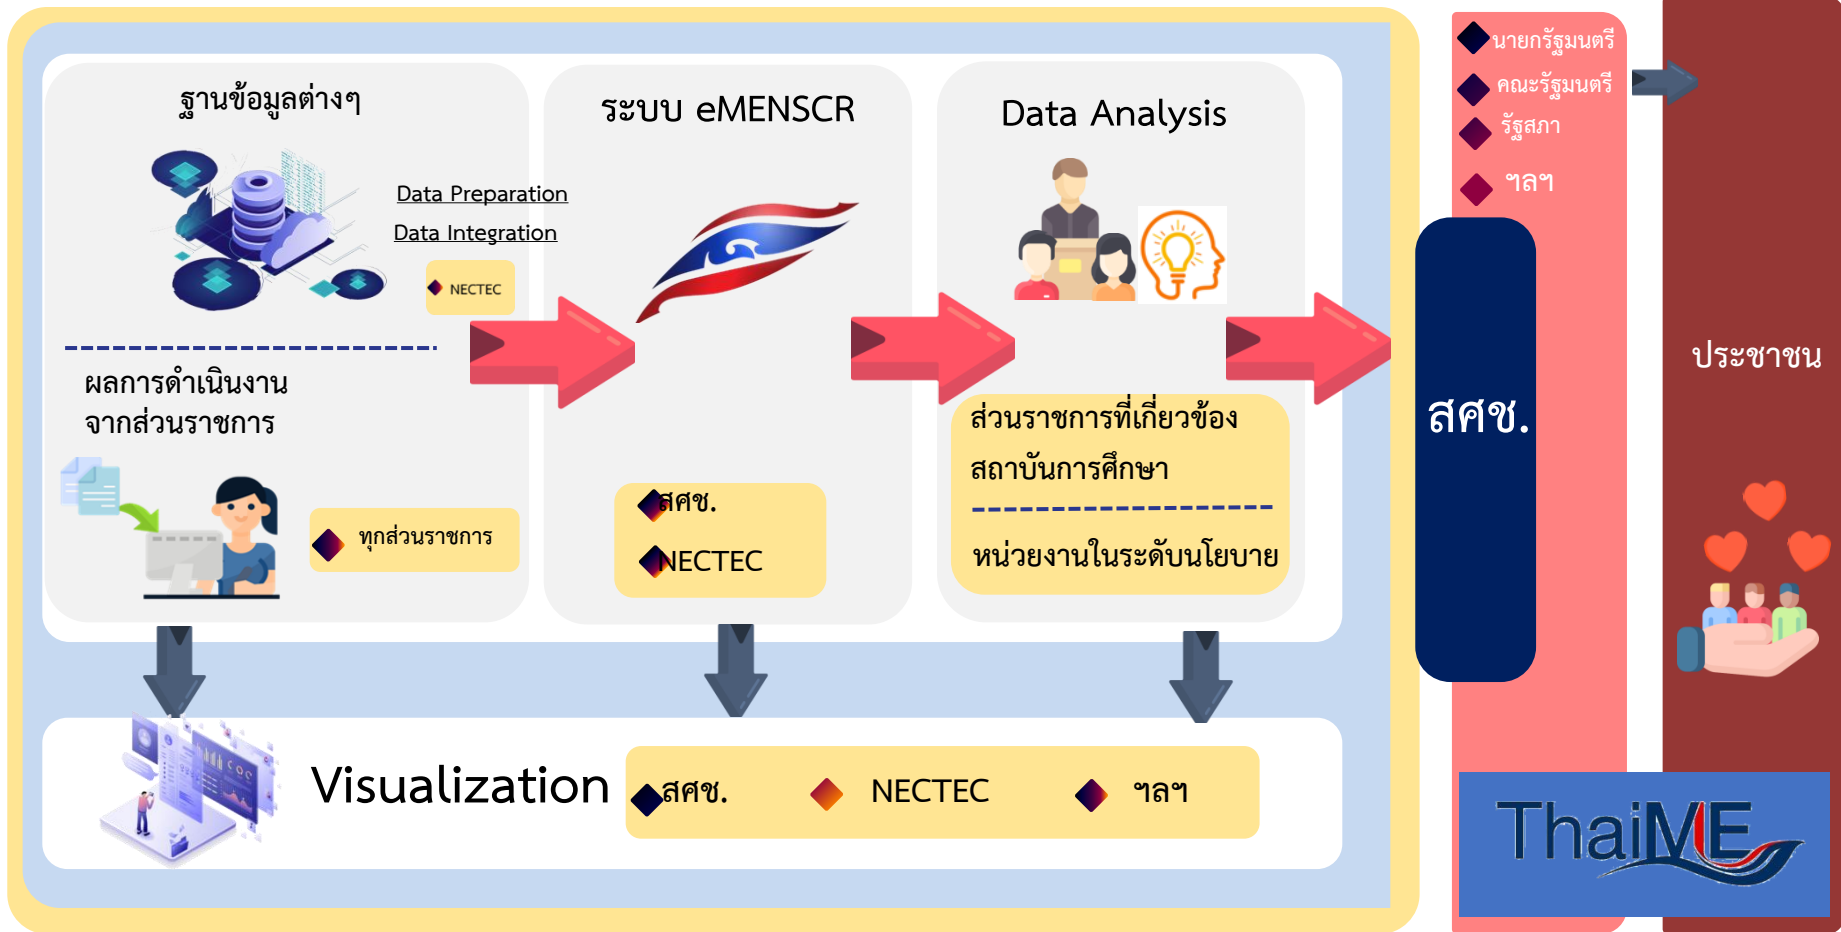 ฐานข้อมูลต่างๆ
Data Preparation
Data Integration
NECTEC
ผลการดำเนินงาน
จากส่วนราชการ
ทุกส่วนราชการ
ระบบ eMENSCR
สศช.
NECTEC
Data Analysis
ส่วนราชการที่เกี่ยวข้อง
สถาบันการศึกษา
หน่วยงานในระดับนโยบาย
Visualization
สศช.
NECTEC
ฯลฯ
นายกรัฐมนตรี
คณะรัฐมนตรี
รัฐสภา
ฯลฯ
สศช.
ประชาชน
ThaiME